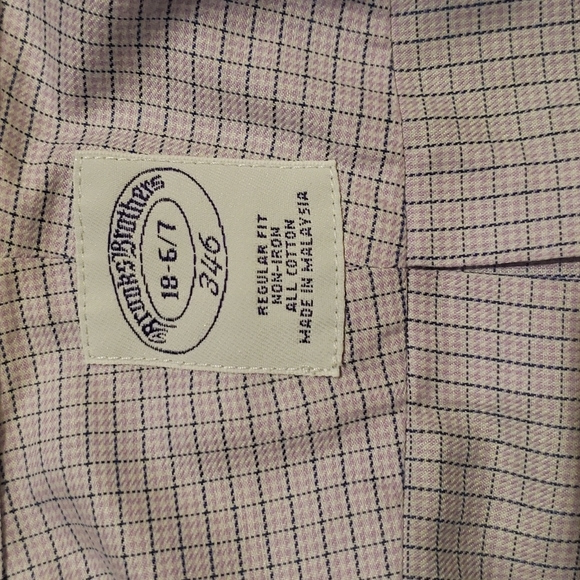 Brooks Brothers
18-6/7
346
REGULAR FIT
NON-IRON
ALL COTTON
MADE IN MALAYSIA